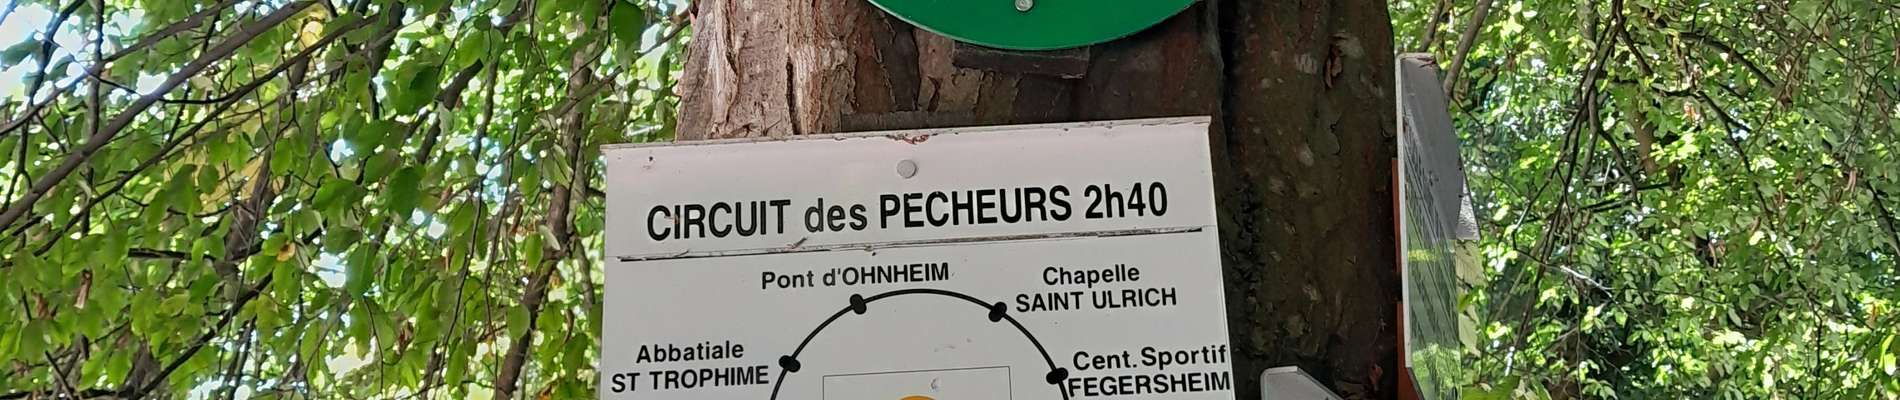 CIRCUIT des PECHEURS 2h40
Pont d'OHNHEIM
Chapelle
SAINT ULRICH
Abbatiale
ST TROPHIME
Cent. Sportif
FEGERSHEIM